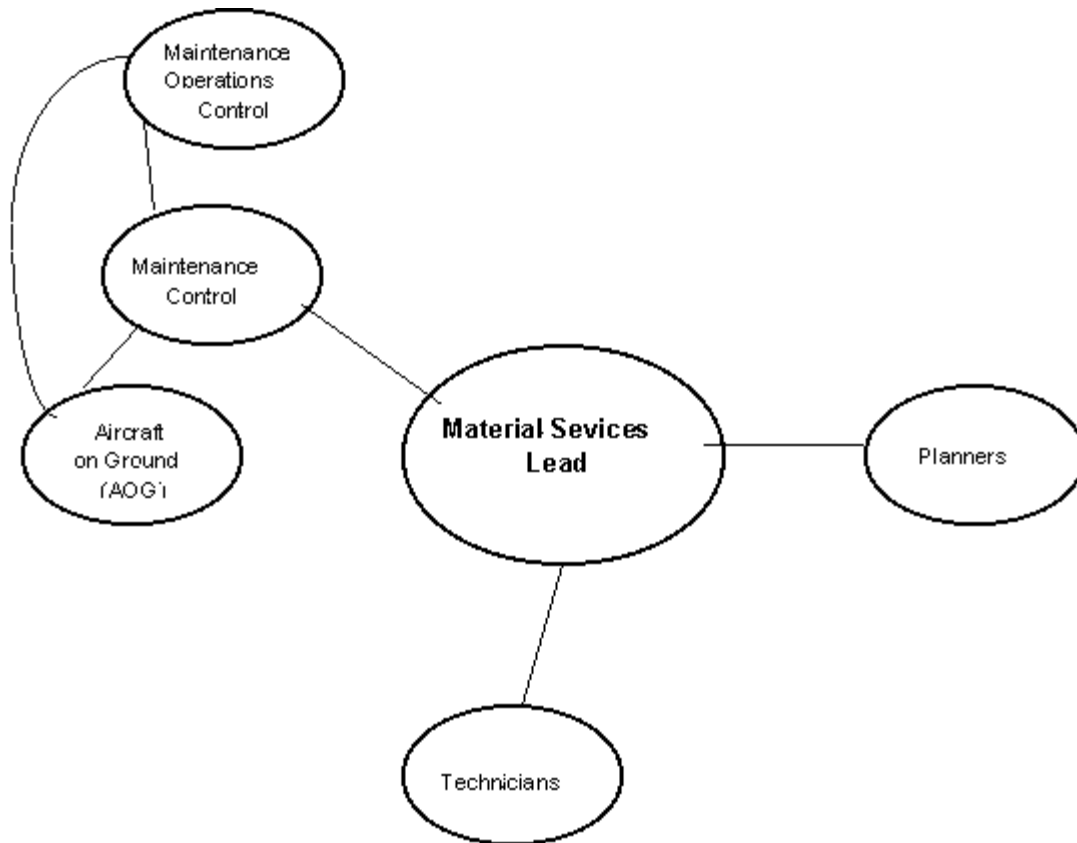 Maintenance
Operations
Control
Maintenance
Control
Aircraft
on Ground
(AOG)
Material Sevices
Lead
Planners
Technicians